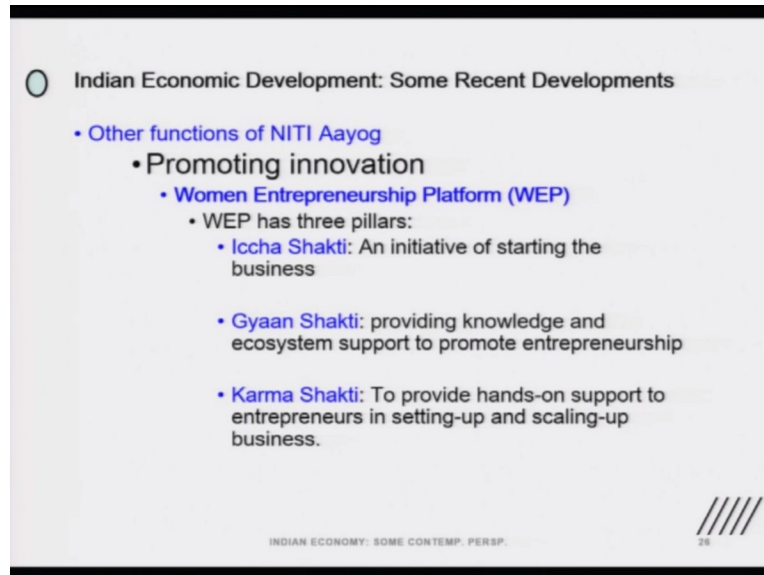 Indian Economic Development: Some Recent Developments
• Other functions of NITI Aayog
• Promoting innovation
• Women Entrepreneurship Platform (WEP)
• WEP has three pillars:
• Iccha Shakti: An initiative of starting the
business
• Gyaan Shakti: providing knowledge and
ecosystem support to promote entrepreneurship
• Karma Shakti: To provide hands-on support to
entrepreneurs in setting-up and scaling-up
business.
INDIAN ECONOMY: SOME CONTEMP. PERSP.
26